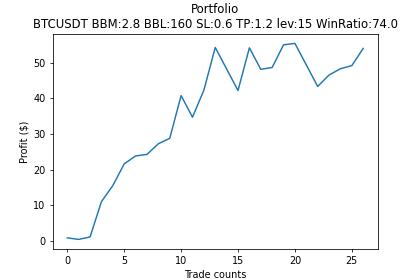 Portfolio
BTCUSDT BBM:2.8 BBL:160 SL:0.6 TP:1.2 lev:15 WinRatio:74.0
50
40
30
20
10
0
Profit ($)
0 5 10 15 20 25
Trade counts